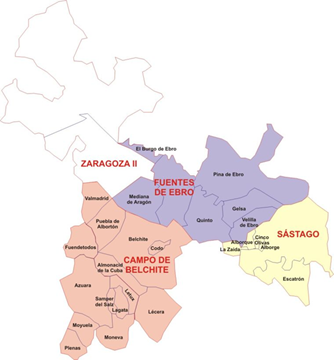 El Burgo de Ebro
ZARAGOZA II
Pina de Ebro
FUENTES
DE EBRO
Valmadrid
Mediana
de Aragón
Gelsa
Quinto
Velilla
de Ebro
Puebla de
Albortón
SÁSTAGO
Fuendetodos
Belchite
Codo
Alborque
Cinco
Olivas
Alborge
La Zaida
Almonacid
de la Cuba
CAMPO DE
BELCHITE
Escatrón
Azuara
Samper
del Salz
Letux
Lagata
Lécera
Moyuela
Moneva
Plenas